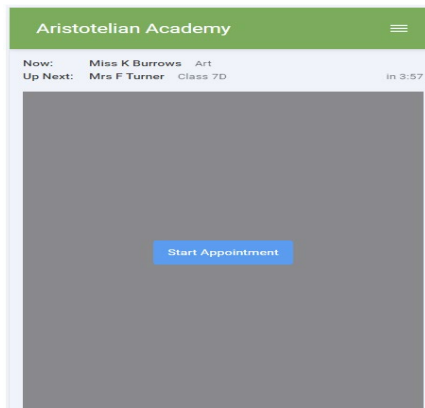 Aristotelian Academy
Now: Miss K Burrows Art
Up Next: Mrs F Turner Class 7D in 3:57
Start Appointment